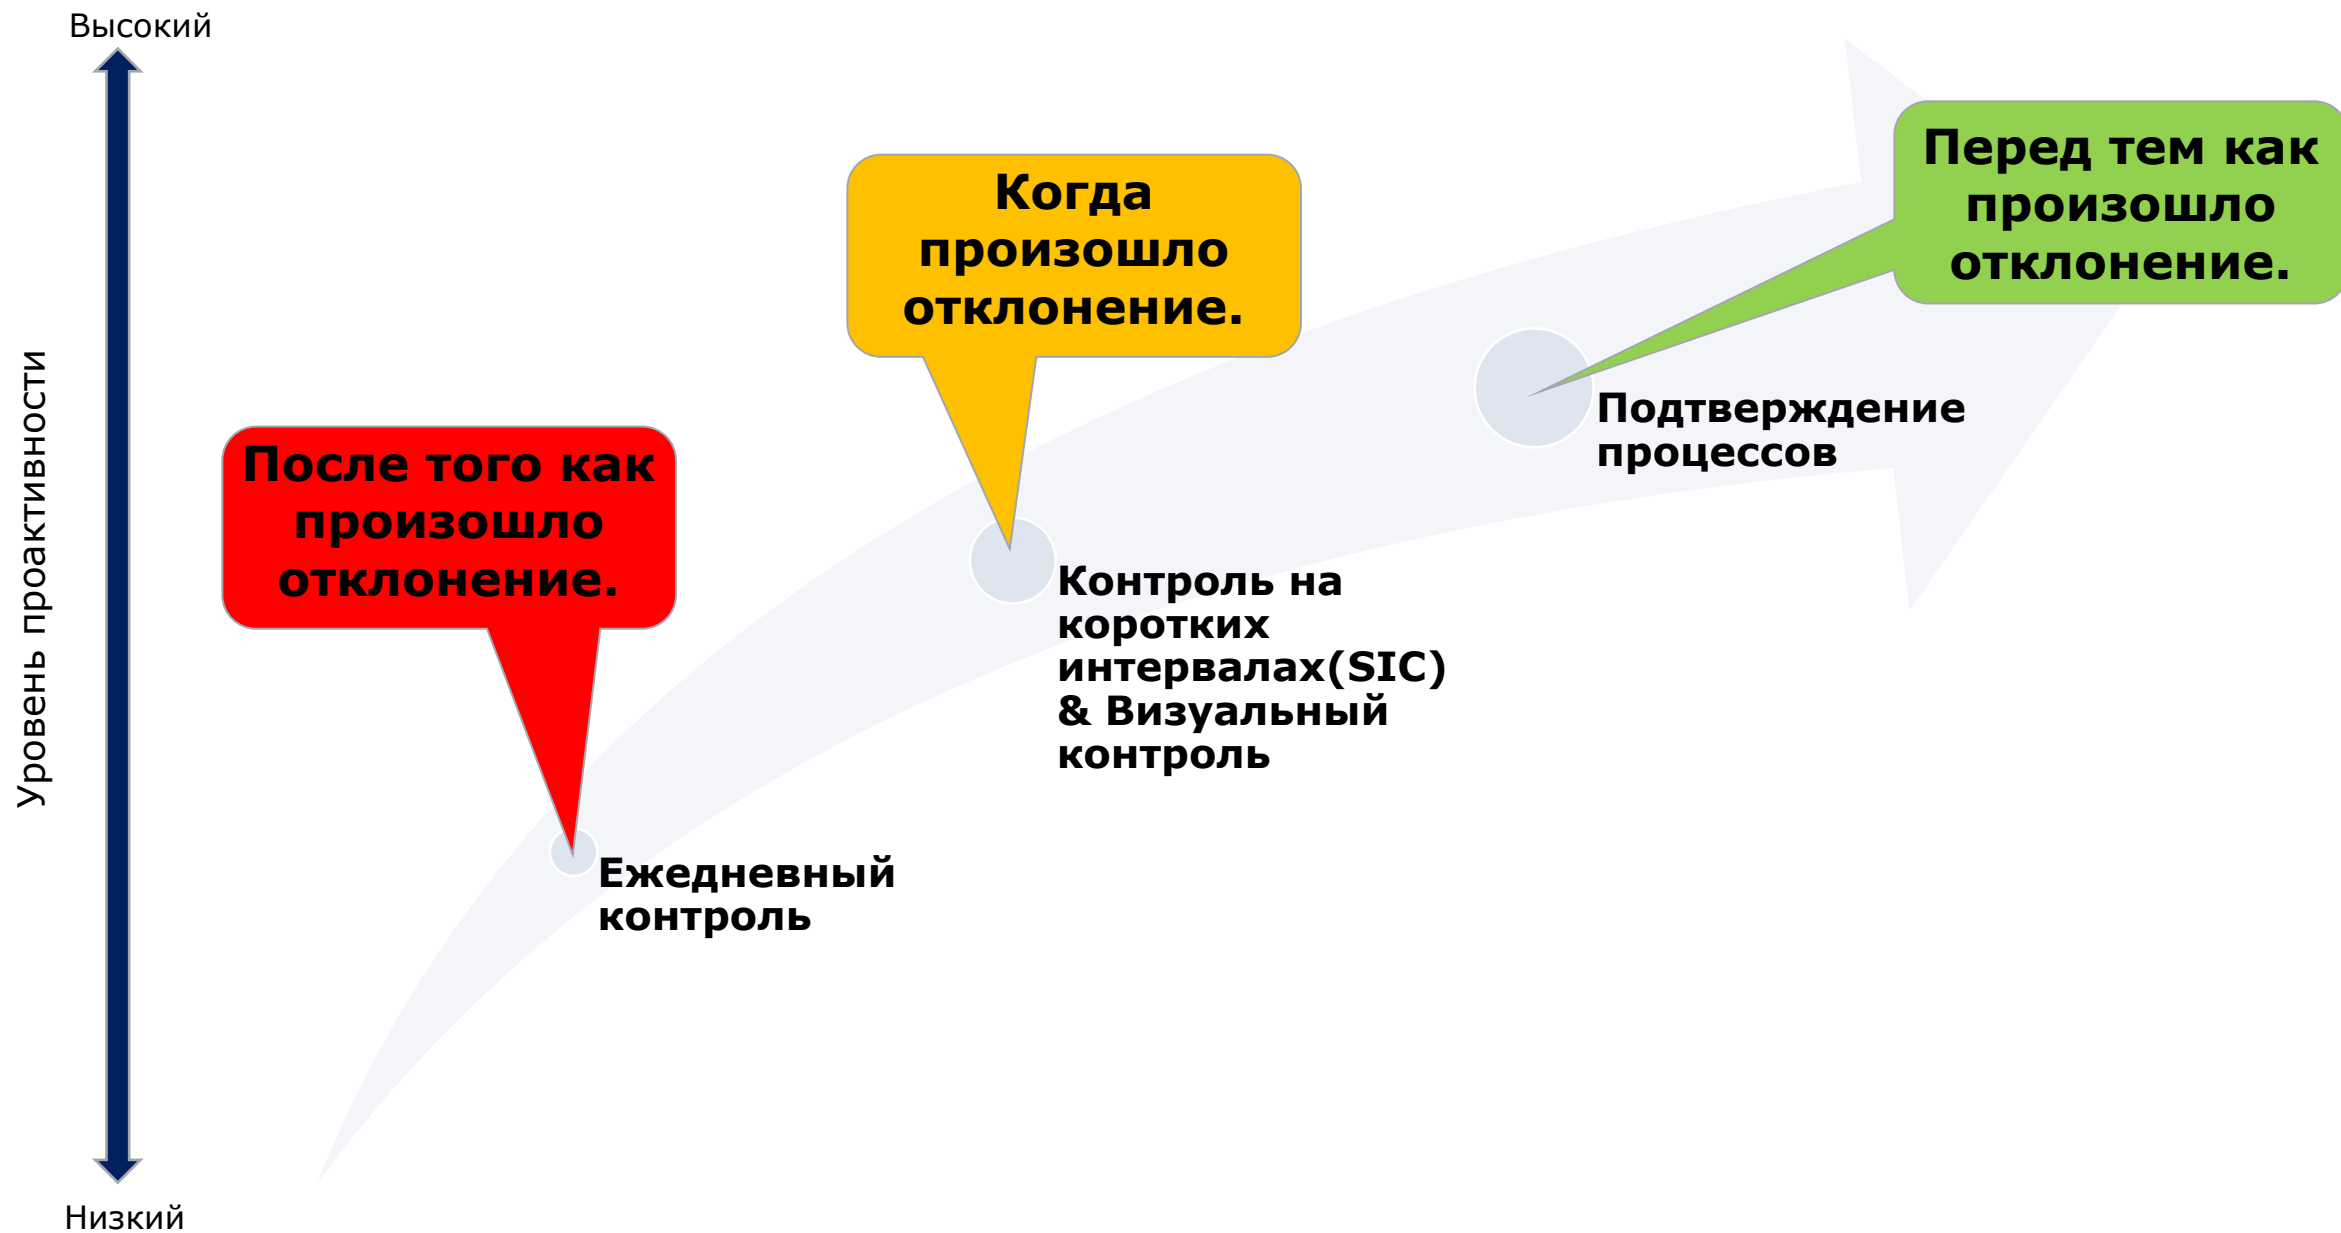 Высокий
Уровень проактивности
Низкий
После того как
произошло
отклонение.
Ежедневный
контроль
Когда
произошло
отклонение.
Контроль на
коротких
интервалах(SIC)
& Визуальный
контроль
Перед тем как
произошло
отклонение.
Подтверждение
процессов